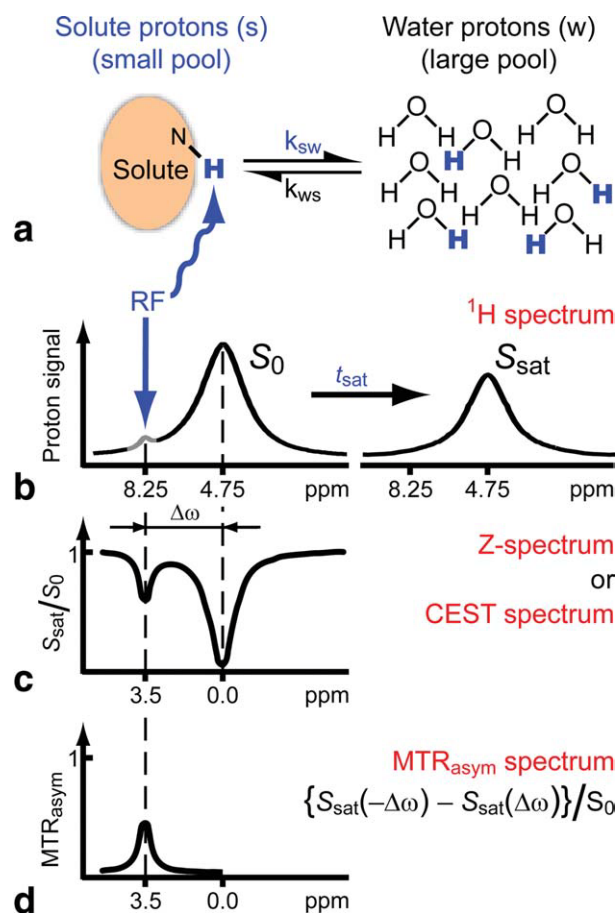 Solute protons (s)
(small pool)
Water protons (w)
(large pool)
N
H
Solute
k_sw
k_ws
O
H H
O
H H
O
H H
O
H H
O
H H
O
H H
O
H H
O
H H
a
RF
¹H spectrum
Proton signal
S₀
t_sat
S_sat
8.25 4.75 ppm
8.25 4.75 ppm
b
Δω
1
S_sat/S₀
Z-spectrum
or
CEST spectrum
3.5 0.0 ppm
c
1
MTR_asym
MTR_asym spectrum
{S_sat(-Δω) – S_sat(Δω)}/S₀
3.5 0.0 ppm
d